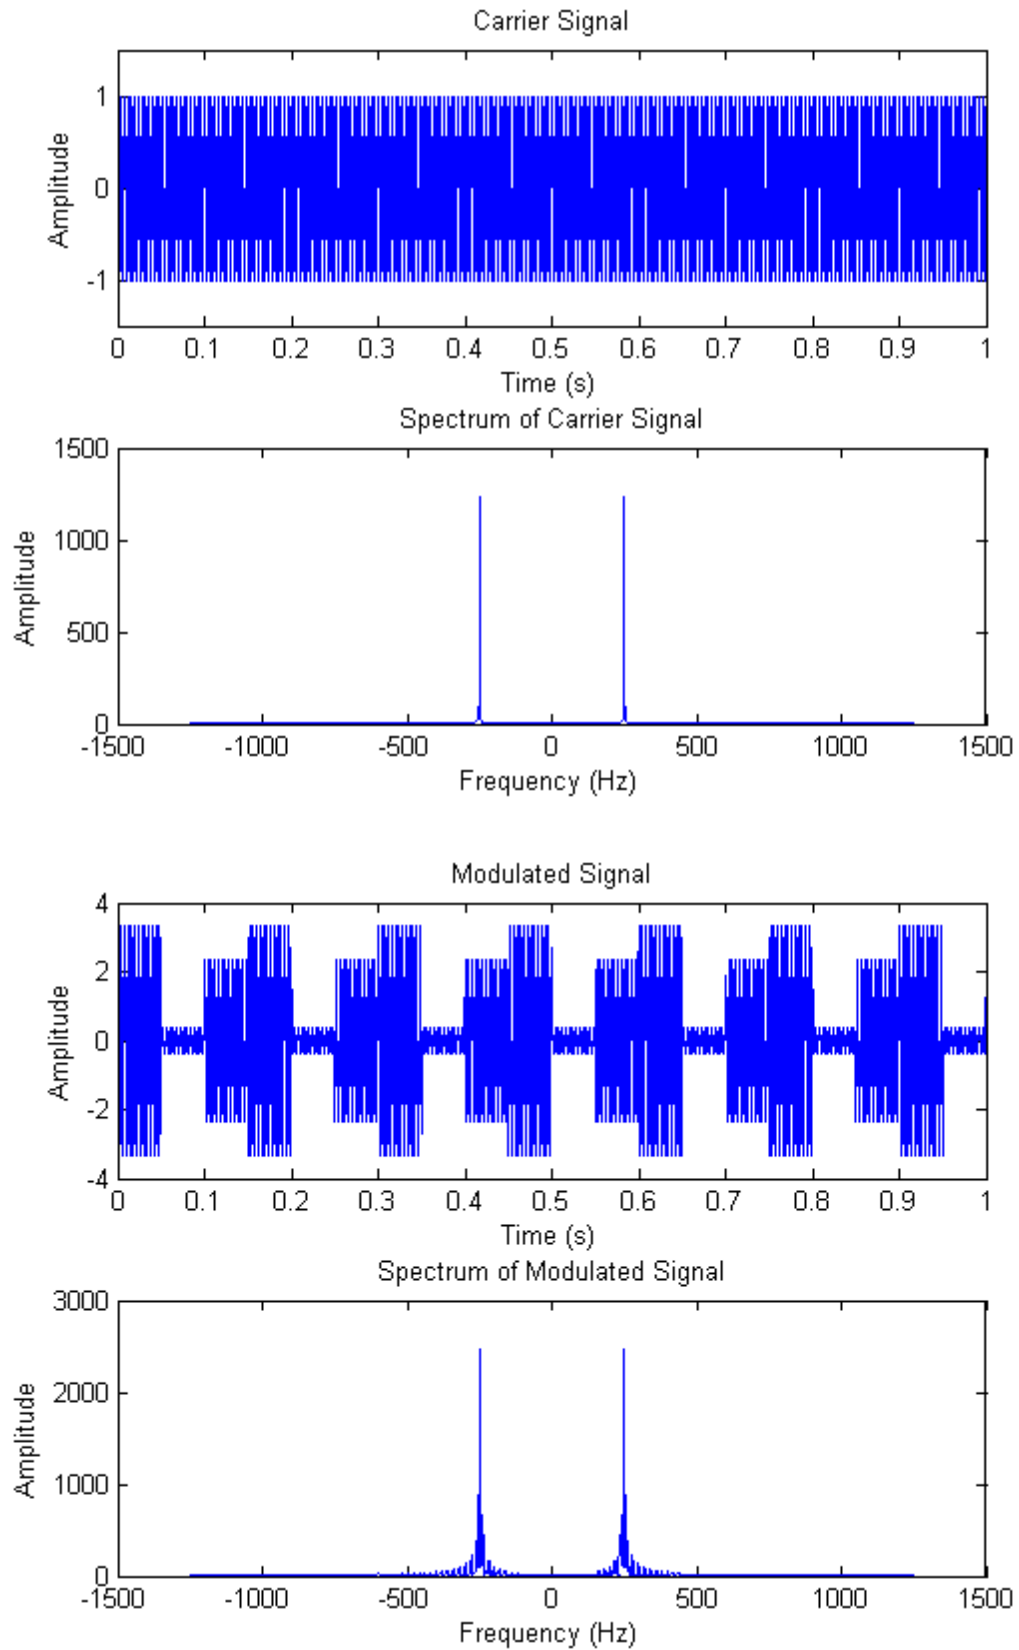 Carrier Signal
1
0
-1
Amplitude
0 0.1 0.2 0.3 0.4 0.5 0.6 0.7 0.8 0.9 1
Time (s)
Spectrum of Carrier Signal
1500
1000
500
0
Amplitude
-1500 -1000 -500 0 500 1000 1500
Frequency (Hz)
Modulated Signal
4
2
0
-2
-4
Amplitude
0 0.1 0.2 0.3 0.4 0.5 0.6 0.7 0.8 0.9 1
Time (s)
Spectrum of Modulated Signal
3000
2000
1000
0
Amplitude
-1500 -1000 -500 0 500 1000 1500
Frequency (Hz)